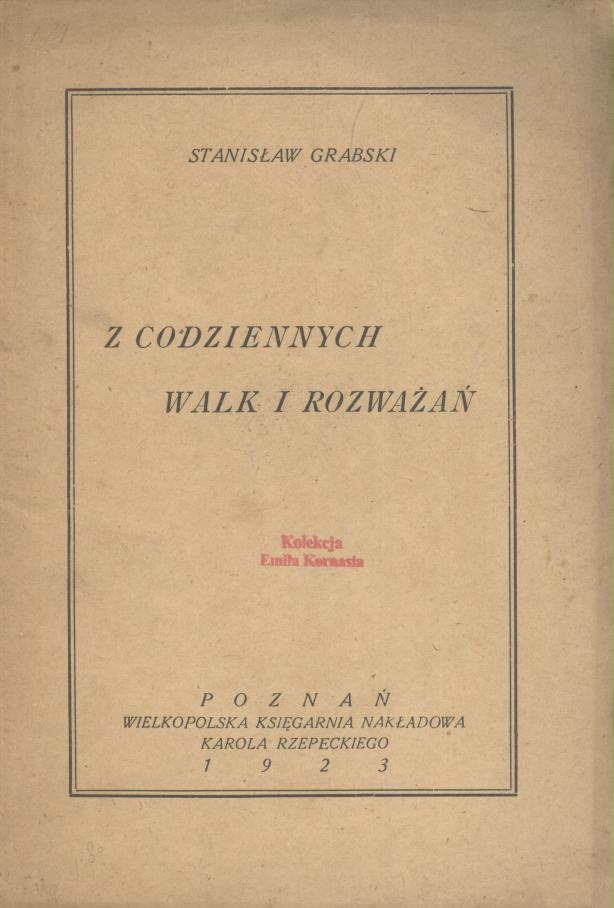 STANISŁAW GRABSKI
Z CODZIENNYCH
WALK I ROZWAŻAŃ
Kolekcja
Emila Kornasia
POZNAŃ
WIELKOPOLSKA KSIĘGARNIA NAKŁADOWA
KAROLA RZEPECKIEGO
1923